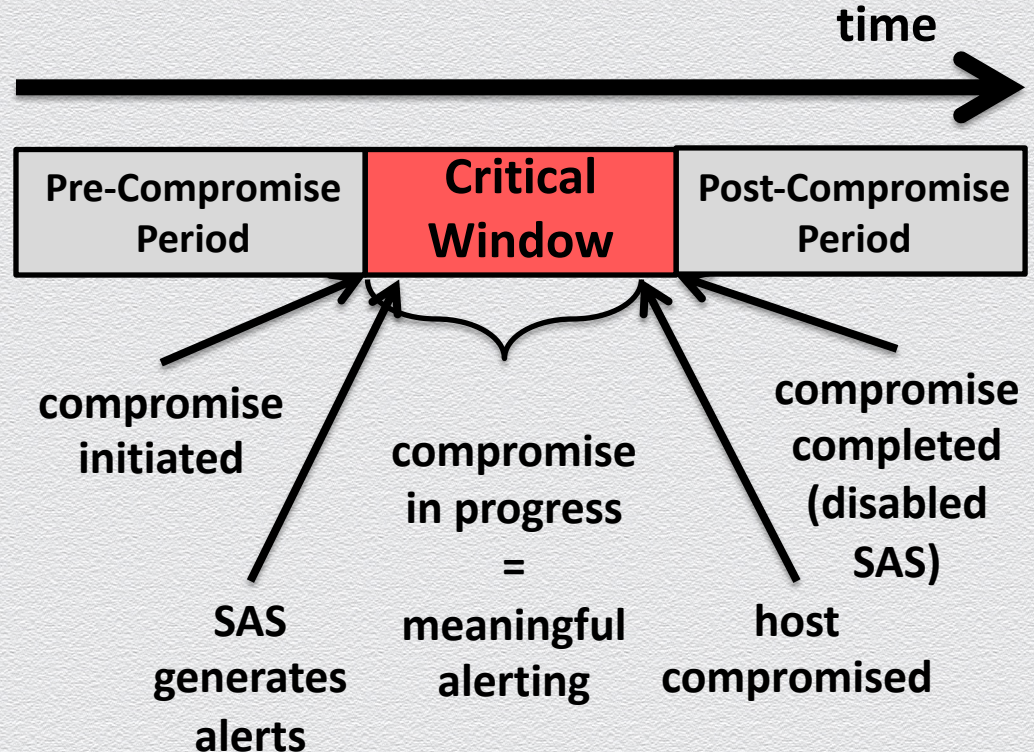 time
Pre-Compromise
Period
Critical
Window
Post-Compromise
Period
compromise
initiated
SAS
generates
alerts
compromise
in progress
=
meaningful
alerting
host
compromised
compromise
completed
(disabled
SAS)